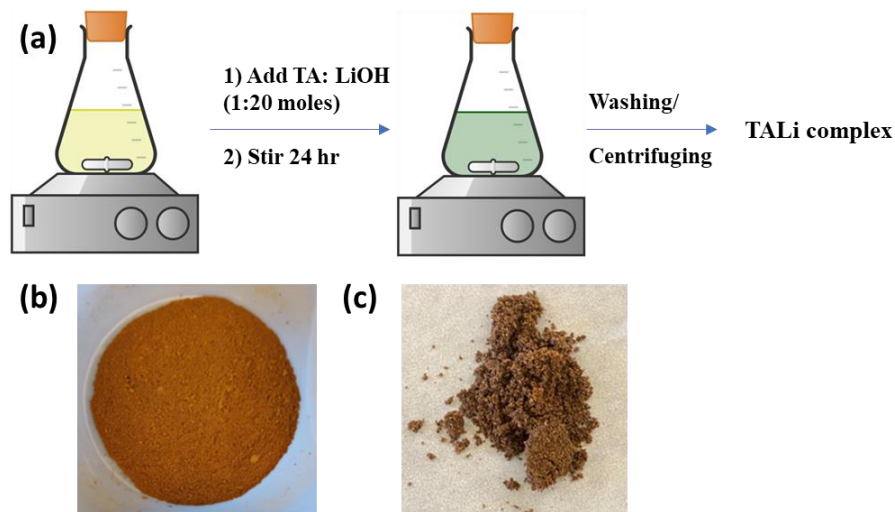 (a)
1) Add TA: LiOH
(1:20 moles)
2) Stir 24 hr
Washing/
Centrifuging
TALi complex
(b)
(c)